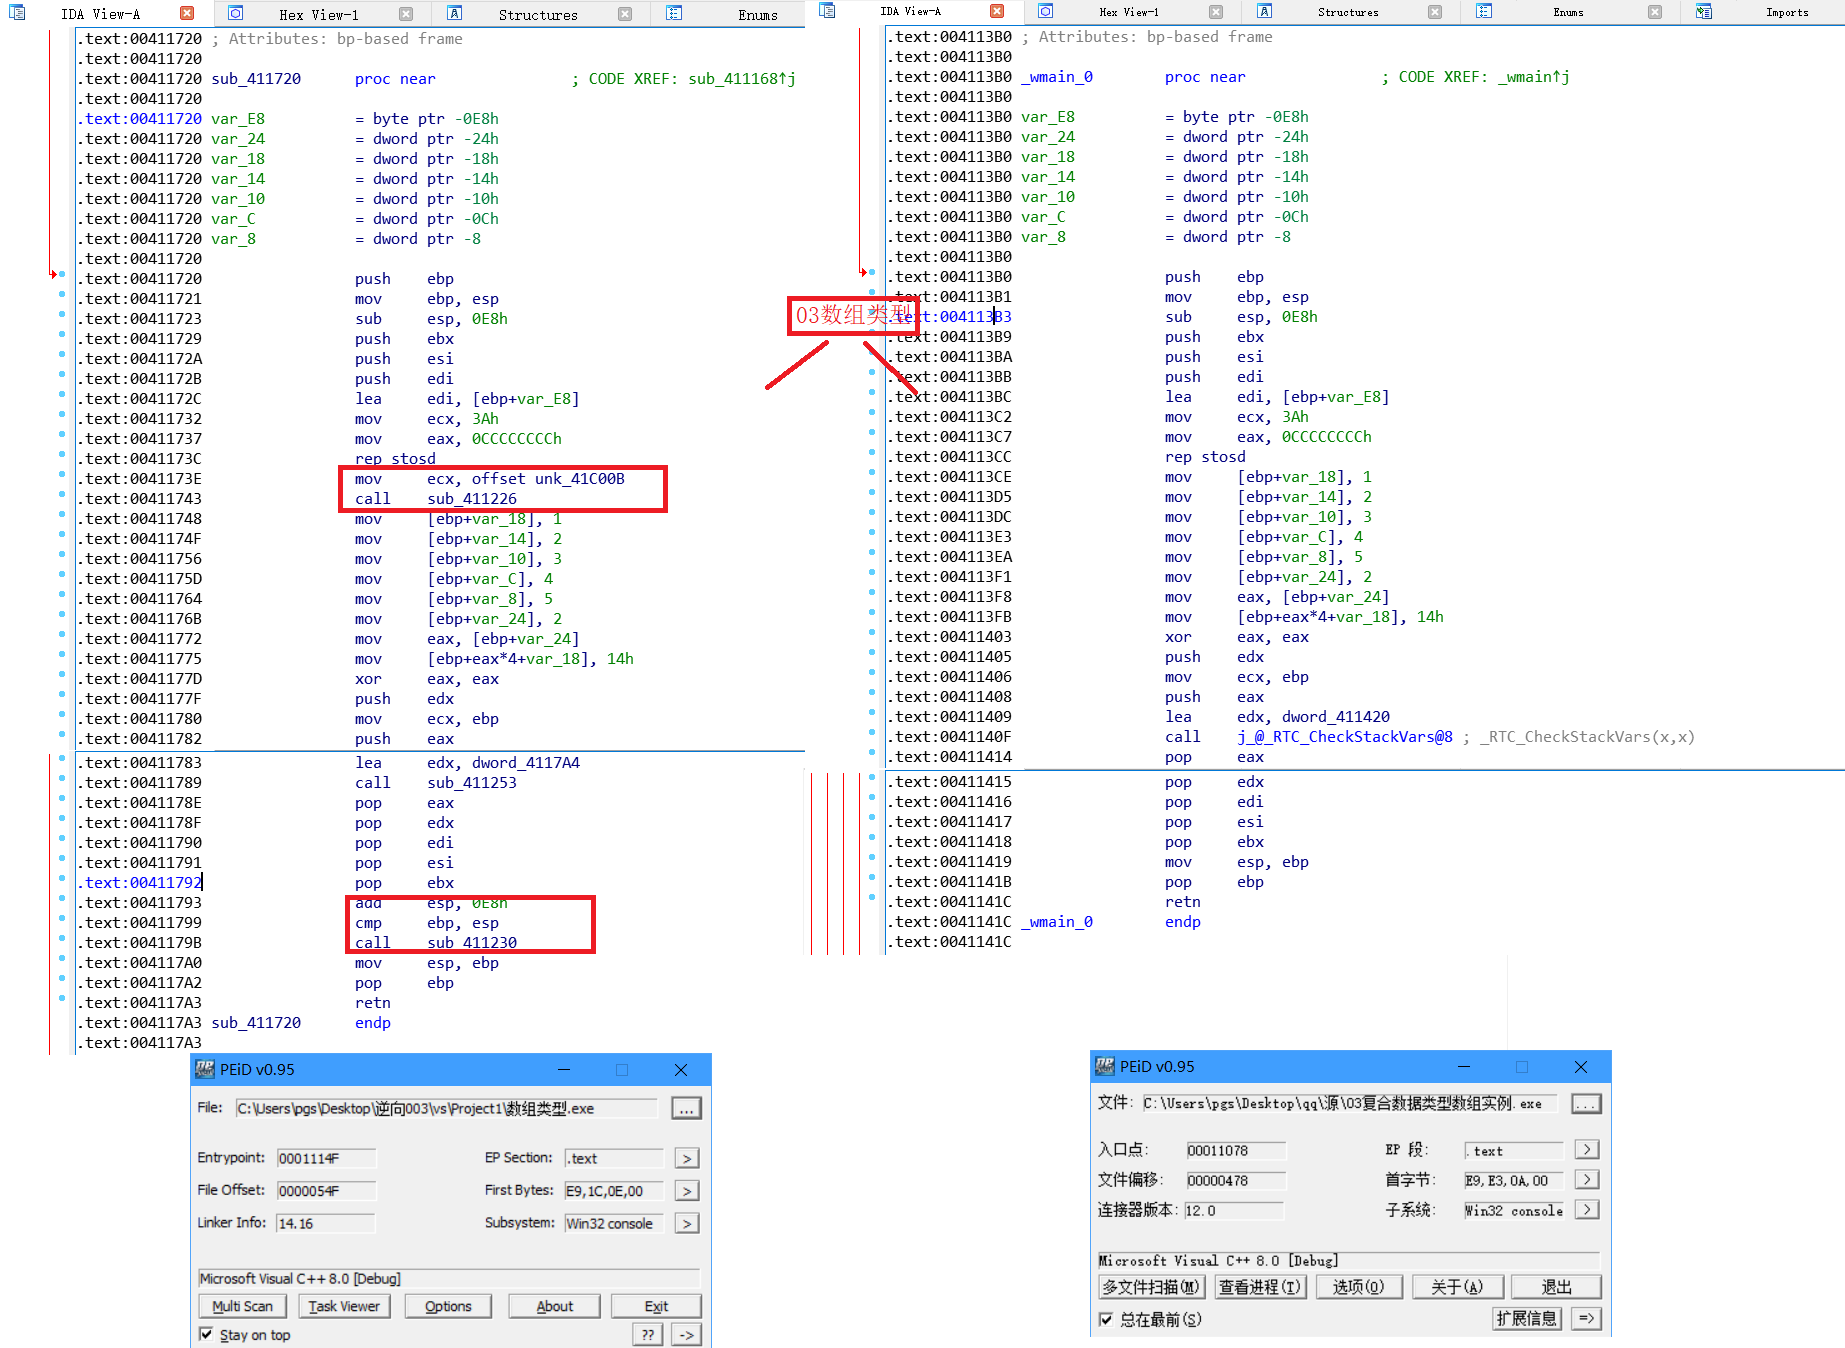 IDA View-A
Hex View-1
Structures
Enums
.text:00411720 ; Attributes: bp-based frame
.text:00411720
.text:00411720 sub_411720 proc near ; CODE XREF: sub_411168↑j
.text:00411720
.text:00411720 var_E8 = byte ptr -0E8h
.text:00411720 var_24 = dword ptr -24h
.text:00411720 var_18 = dword ptr -18h
.text:00411720 var_14 = dword ptr -14h
.text:00411720 var_10 = dword ptr -10h
.text:00411720 var_C = dword ptr -0Ch
.text:00411720 var_8 = dword ptr -8
.text:00411720
.text:00411720 push ebp
.text:00411721 mov ebp, esp
.text:00411723 sub esp, 0E8h
.text:00411729 push ebx
.text:0041172A push esi
.text:0041172B push edi
.text:0041172C lea edi, [ebp+var_E8]
.text:00411732 mov ecx, 3Ah
.text:00411737 mov eax, 0CCCCCCCCh
.text:0041173C rep stosd
.text:0041173E mov ecx, offset unk_41C00B
.text:00411743 call sub_411226
.text:00411748 mov [ebp+var_18], 1
.text:0041174F mov [ebp+var_14], 2
.text:00411756 mov [ebp+var_10], 3
.text:0041175D mov [ebp+var_C], 4
.text:00411764 mov [ebp+var_8], 5
.text:0041176B mov [ebp+var_24], 2
.text:00411772 mov eax, [ebp+var_24]
.text:00411775 mov [ebp+eax*4+var_18], 14h
.text:0041177D xor eax, eax
.text:0041177F push edx
.text:00411780 mov ecx, ebp
.text:00411782 push eax
.text:00411783 lea edx, dword_4117A4
.text:00411789 call sub_411253
.text:0041178E pop eax
.text:0041178F pop edx
.text:00411790 pop edi
.text:00411791 pop esi
.text:00411792 pop ebx
.text:00411793 add esp, 0E8h
.text:00411799 cmp ebp, esp
.text:0041179B call sub_411230
.text:004117A0 mov esp, ebp
.text:004117A2 pop ebp
.text:004117A3 retn
.text:004117A3 sub_411720 endp
.text:004117A3
IDA View-A
Hex View-1
Structures
Enums
Imports
.text:004113B0 ; Attributes: bp-based frame
.text:004113B0
.text:004113B0 _wmain_0 proc near ; CODE XREF: _wmain↑j
.text:004113B0
.text:004113B0 var_E8 = byte ptr -0E8h
.text:004113B0 var_24 = dword ptr -24h
.text:004113B0 var_18 = dword ptr -18h
.text:004113B0 var_14 = dword ptr -14h
.text:004113B0 var_10 = dword ptr -10h
.text:004113B0 var_C = dword ptr -0Ch
.text:004113B0 var_8 = dword ptr -8
.text:004113B0
.text:004113B0 push ebp
.text:004113B1 mov ebp, esp
03数组类型
.text:004113B3 sub esp, 0E8h
.text:004113B9 push ebx
.text:004113BA push esi
.text:004113BB push edi
.text:004113BC lea edi, [ebp+var_E8]
.text:004113C2 mov ecx, 3Ah
.text:004113C7 mov eax, 0CCCCCCCCh
.text:004113CC rep stosd
.text:004113CE mov [ebp+var_18], 1
.text:004113D5 mov [ebp+var_14], 2
.text:004113DC mov [ebp+var_10], 3
.text:004113E3 mov [ebp+var_C], 4
.text:004113EA mov [ebp+var_8], 5
.text:004113F1 mov [ebp+var_24], 2
.text:004113F8 mov eax, [ebp+var_24]
.text:004113FB mov [ebp+eax*4+var_18], 14h
.text:00411403 xor eax, eax
.text:00411405 push edx
.text:00411406 mov ecx, ebp
.text:00411408 push eax
.text:00411409 lea edx, dword_411420
.text:0041140F call j_@_RTC_CheckStackVars@8 ; _RTC_CheckStackVars(x,x)
.text:00411414 pop eax
.text:00411415 pop edx
.text:00411416 pop edi
.text:00411417 pop esi
.text:00411418 pop ebx
.text:00411419 mov esp, ebp
.text:0041141B pop ebp
.text:0041141C retn
.text:0041141C _wmain_0 endp
.text:0041141C
PEiD v0.95
File: C:\Users\pgs\Desktop\逆向003\vs\Project1\数组类型.exe ...
Entrypoint: 0001114F EP Section: .text >
File Offset: 0000054F First Bytes: E9,1C,0E,00 >
Linker Info: 14.16 Subsystem: Win32 console >
Microsoft Visual C++ 8.0 [Debug]
Multi Scan Task Viewer Options About Exit
Stay on top ?? ->
PEiD v0.95
文件: C:\Users\pgs\Desktop\qq\源\03复合数据类型数组实例.exe ...
入口点: 00011078 EP 段: .text >
文件偏移: 00000478 首字节: E9,E3,0A,00 >
连接器版本: 12.0 子系统: Win32 console >
Microsoft Visual C++ 8.0 [Debug]
多文件扫描(M) 查看进程(T) 选项(O) 关于(A) 退出
总在最前(S) 扩展信息 =>